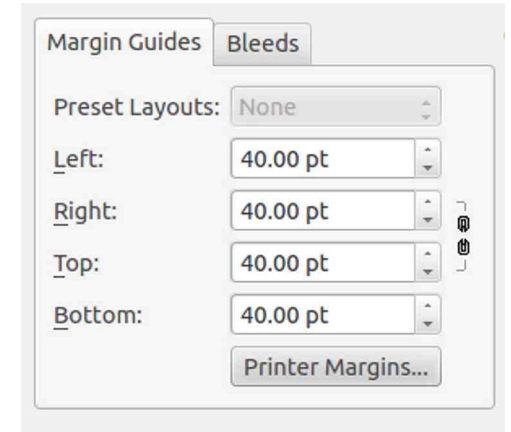 Margin Guides Bleeds
Preset Layouts: None
Left: 40.00 pt
Right: 40.00 pt
Top: 40.00 pt
Bottom: 40.00 pt
Printer Margins...